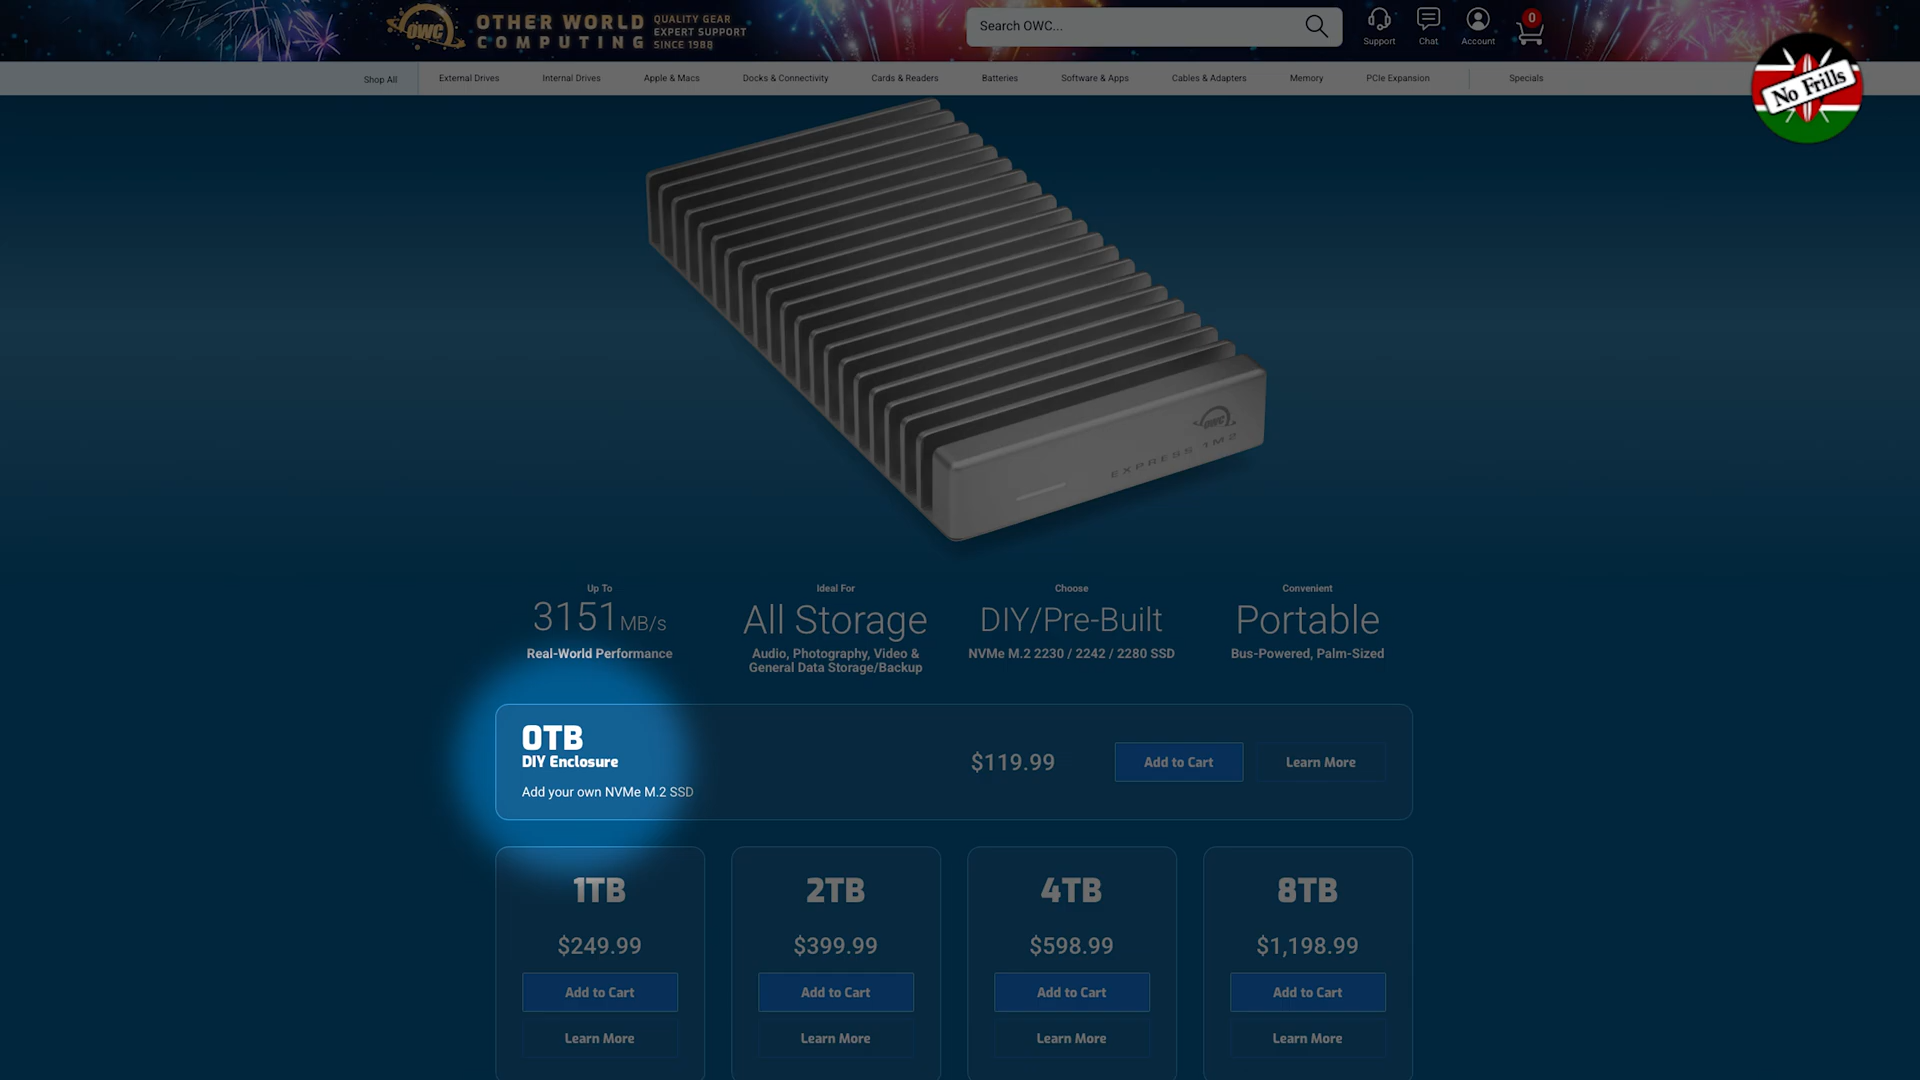 OWC
OTHER WORLD
COMPUTING
QUALITY GEAR
EXPERT SUPPORT
SINCE 1988
Search OWC...
Support
Chat
Account
0
No Frills
Shop All
External Drives
Internal Drives
Apple & Macs
Docks & Connectivity
Cards & Readers
Batteries
Software & Apps
Cables & Adapters
Memory
PCIe Expansion
Specials
OWC
EXPRESS 1M2
Up To
3151 MB/s
Real-World Performance
Ideal For
All Storage
Audio, Photography, Video &
General Data Storage/Backup
Choose
DIY/Pre-Built
NVMe M.2 2230 / 2242 / 2280 SSD
Convenient
Portable
Bus-Powered, Palm-Sized
0TB
DIY Enclosure
Add your own NVMe M.2 SSD
$119.99
Add to Cart
Learn More
1TB
$249.99
Add to Cart
Learn More
2TB
$399.99
Add to Cart
Learn More
4TB
$598.99
Add to Cart
Learn More
8TB
$1,198.99
Add to Cart
Learn More